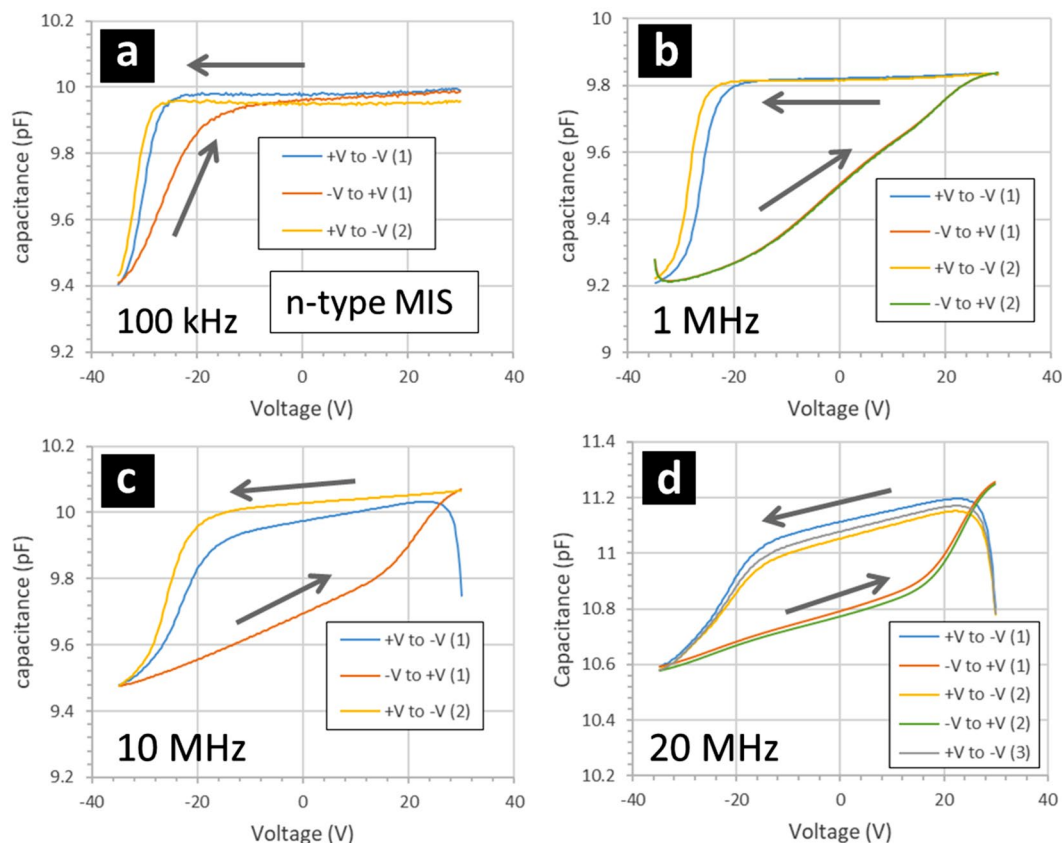 a
10.2
10
9.8
9.6
9.4
9.2
capacitance (pF)
-40
-20
0
20
40
Voltage (V)
+V to -V (1)
-V to +V (1)
+V to -V (2)
n-type MIS
100 kHz
b
10
9.8
9.6
9.4
9.2
9
capacitance (pF)
-40
-20
0
20
40
Voltage (V)
+V to -V (1)
-V to +V (1)
+V to -V (2)
-V to +V (2)
1 MHz
c
10.2
10
9.8
9.6
9.4
9.2
capacitance (pF)
-40
-20
0
20
40
Voltage (V)
+V to -V (1)
-V to +V (1)
+V to -V (2)
10 MHz
d
11.4
11.2
11
10.8
10.6
10.4
10.2
Capacitance (pF)
-40
-20
0
20
40
Voltage (V)
+V to -V (1)
-V to +V (1)
+V to -V (2)
-V to +V (2)
+V to -V (3)
20 MHz